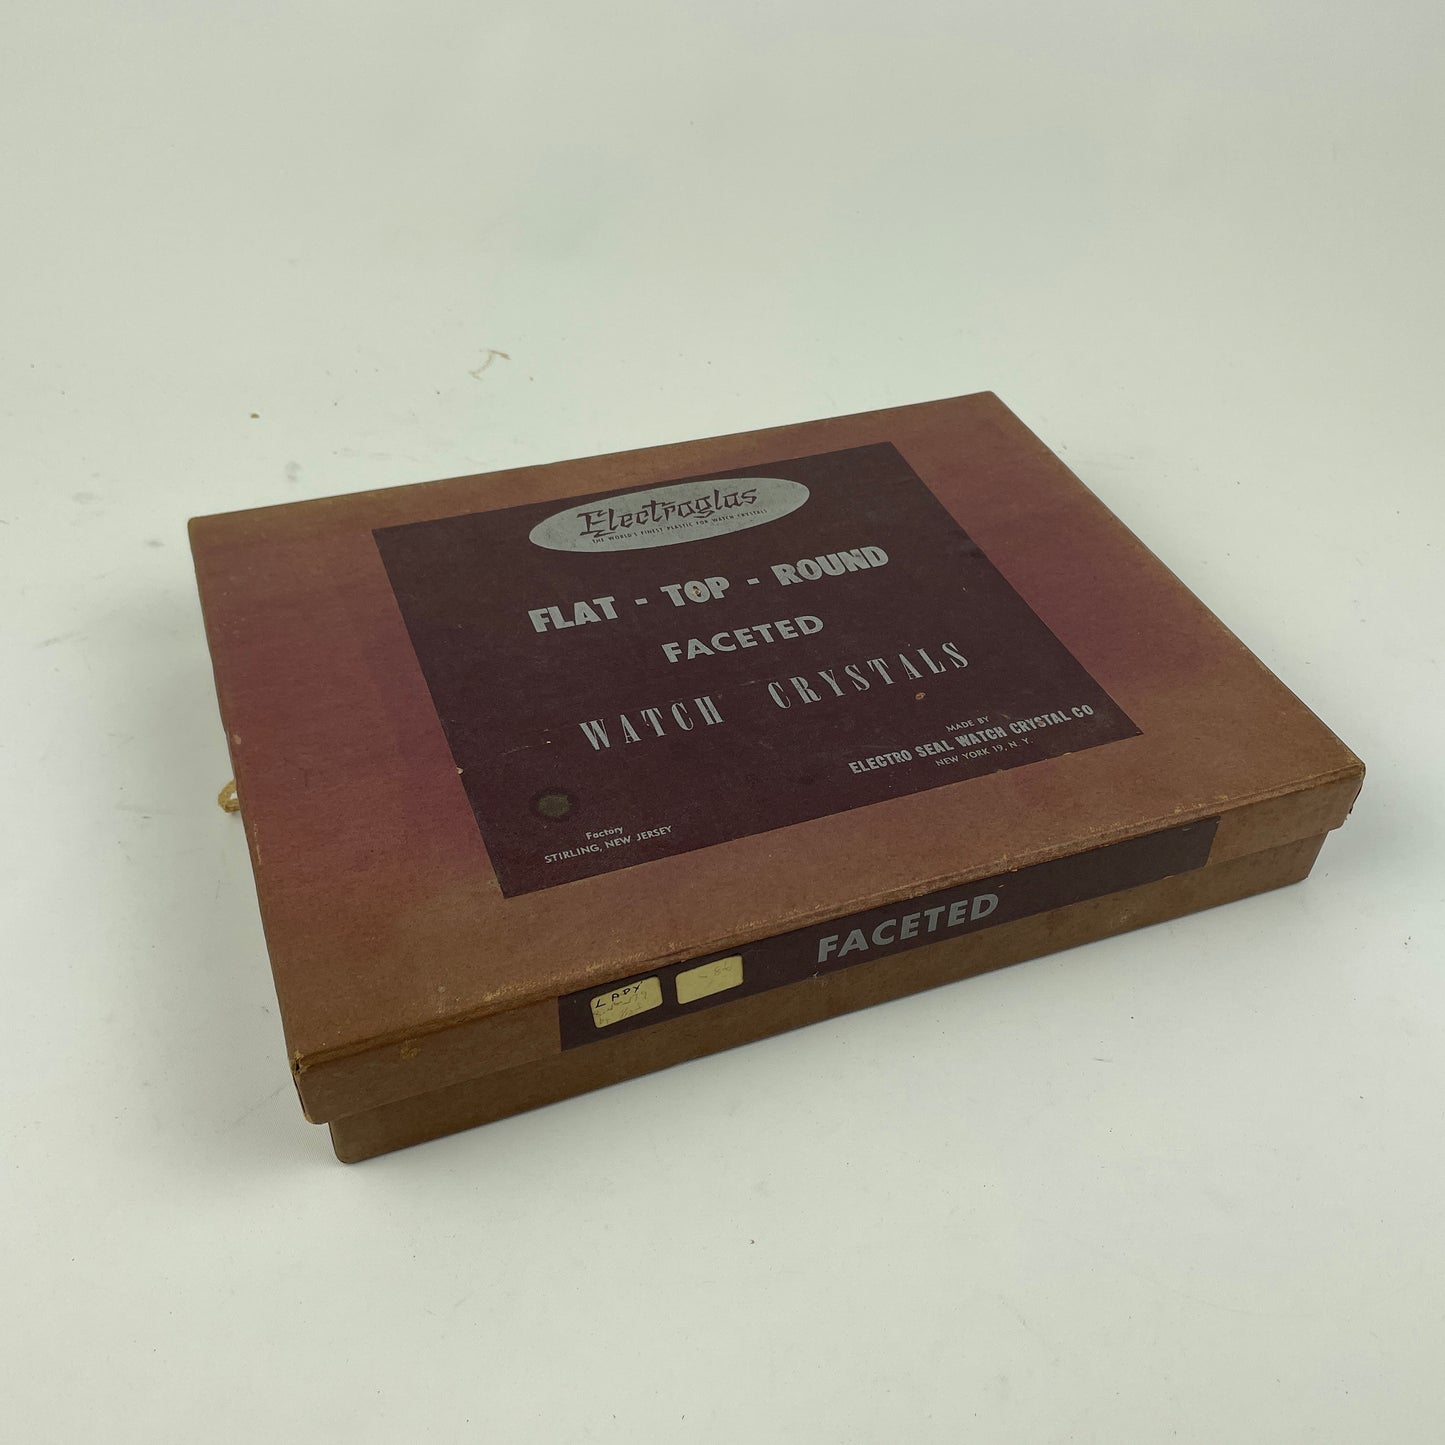 Electroglas
THE WORLD'S FINEST PLASTIC FOR WATCH CRYSTALS
FLAT - TOP - ROUND
FACETED
WATCH CRYSTALS
MADE BY
ELECTRO SEAL WATCH CRYSTAL CO
NEW YORK 19, N. Y.
Factory
STIRLING, NEW JERSEY
FACETED
LADY